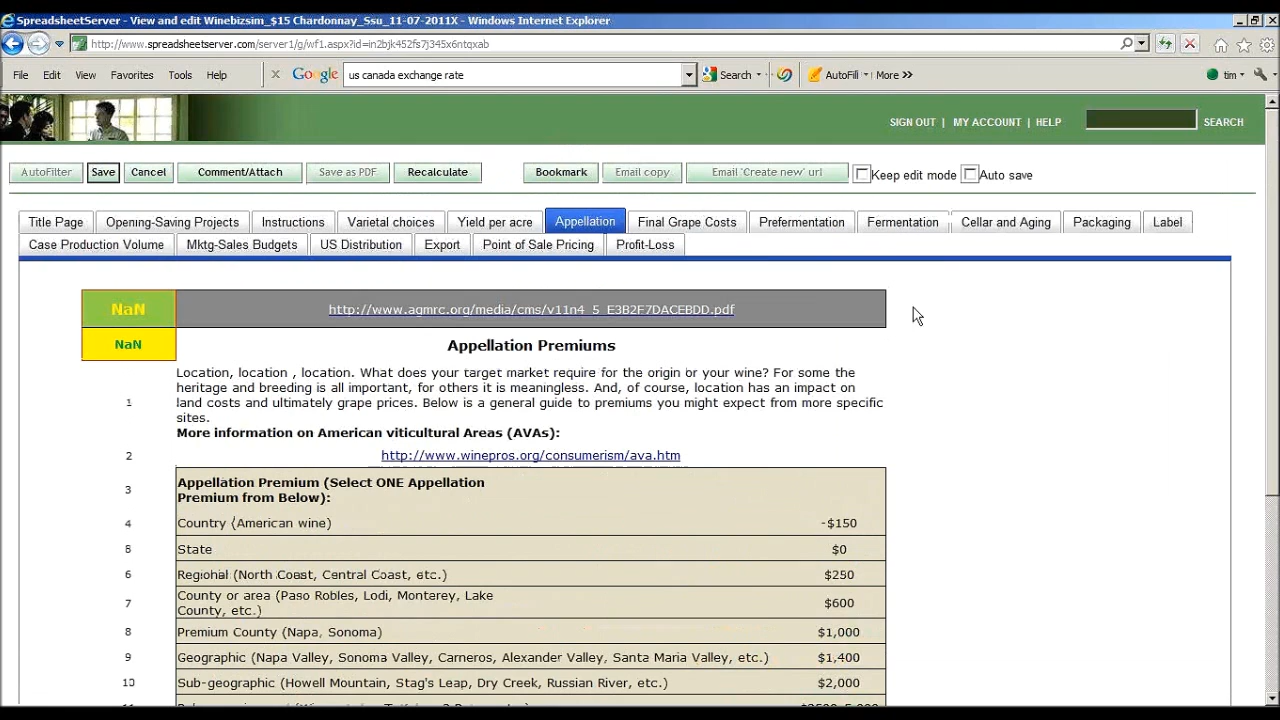 SpreadsheetServer - View and edit Winebizsim_$15 Chardonnay_Ssu_11-07-2011X - Windows Internet Explorer
http://www.spreadsheetserver.com/server1/g/wf1.aspx?id=in2bjk452fs7j345x6ntqxab
File Edit View Favorites Tools Help x Google us canada exchange rate Search AutoFill More >> tim
SIGN OUT | MY ACCOUNT | HELP SEARCH
AutoFilter Save Cancel Comment/Attach Save as PDF Recalculate Bookmark Email copy Email 'Create new' url Keep edit mode Auto save
Title Page Opening-Saving Projects Instructions Varietal choices Yield per acre Appellation Final Grape Costs Prefermentation Fermentation Cellar and Aging Packaging Label
Case Production Volume Mktg-Sales Budgets US Distribution Export Point of Sale Pricing Profit-Loss
NaN http://www.agmrc.org/media/cms/v11n4_5_E3B2F7DACEBDD.pdf
NaN Appellation Premiums
Location, location , location. What does your target market require for the origin or your wine? For some the
heritage and breeding is all important, for others it is meaningless. And, of course, location has an impact on
1 land costs and ultimately grape prices. Below is a general guide to premiums you might expect from more specific
sites.
More information on American viticultural Areas (AVAs):
2 http://www.winepros.org/consumerism/ava.htm
3 Appellation Premium (Select ONE Appellation
Premium from Below):
4 Country (American wine) -$150
5 State $0
6 Regional (North Coast, Central Coast, etc.) $250
7 County or area (Paso Robles, Lodi, Monterey, Lake
County, etc.) $600
8 Premium County (Napa, Sonoma) $1,000
9 Geographic (Napa Valley, Sonoma Valley, Carneros, Alexander Valley, Santa Maria Valley, etc.) $1,400
10 Sub-geographic (Howell Mountain, Stag's Leap, Dry Creek, Russian River, etc.) $2,000